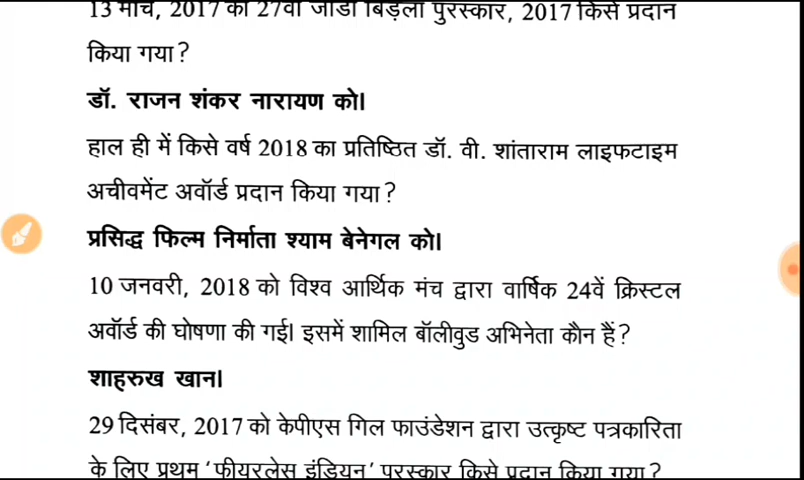 13 मार्च, 2017 को 27वां जीडी बिड़ला पुरस्कार, 2017 किसे प्रदान
किया गया?
डॉ. राजन शंकर नारायण को।
हाल ही में किसे वर्ष 2018 का प्रतिष्ठित डॉ. वी. शांताराम लाइफटाइम
अचीवमेंट अवॉर्ड प्रदान किया गया?
प्रसिद्ध फिल्म निर्माता श्याम बेनेगल को।
10 जनवरी, 2018 को विश्व आर्थिक मंच द्वारा वार्षिक 24वें क्रिस्टल
अवॉर्ड की घोषणा की गई। इसमें शामिल बॉलीवुड अभिनेता कौन हैं?
शाहरुख खान।
29 दिसंबर, 2017 को केपीएस गिल फाउंडेशन द्वारा उत्कृष्ट पत्रकारिता
के लिए प्रथम 'फीयरलेस इंडियन' पुरस्कार किसे प्रदान किया गया?